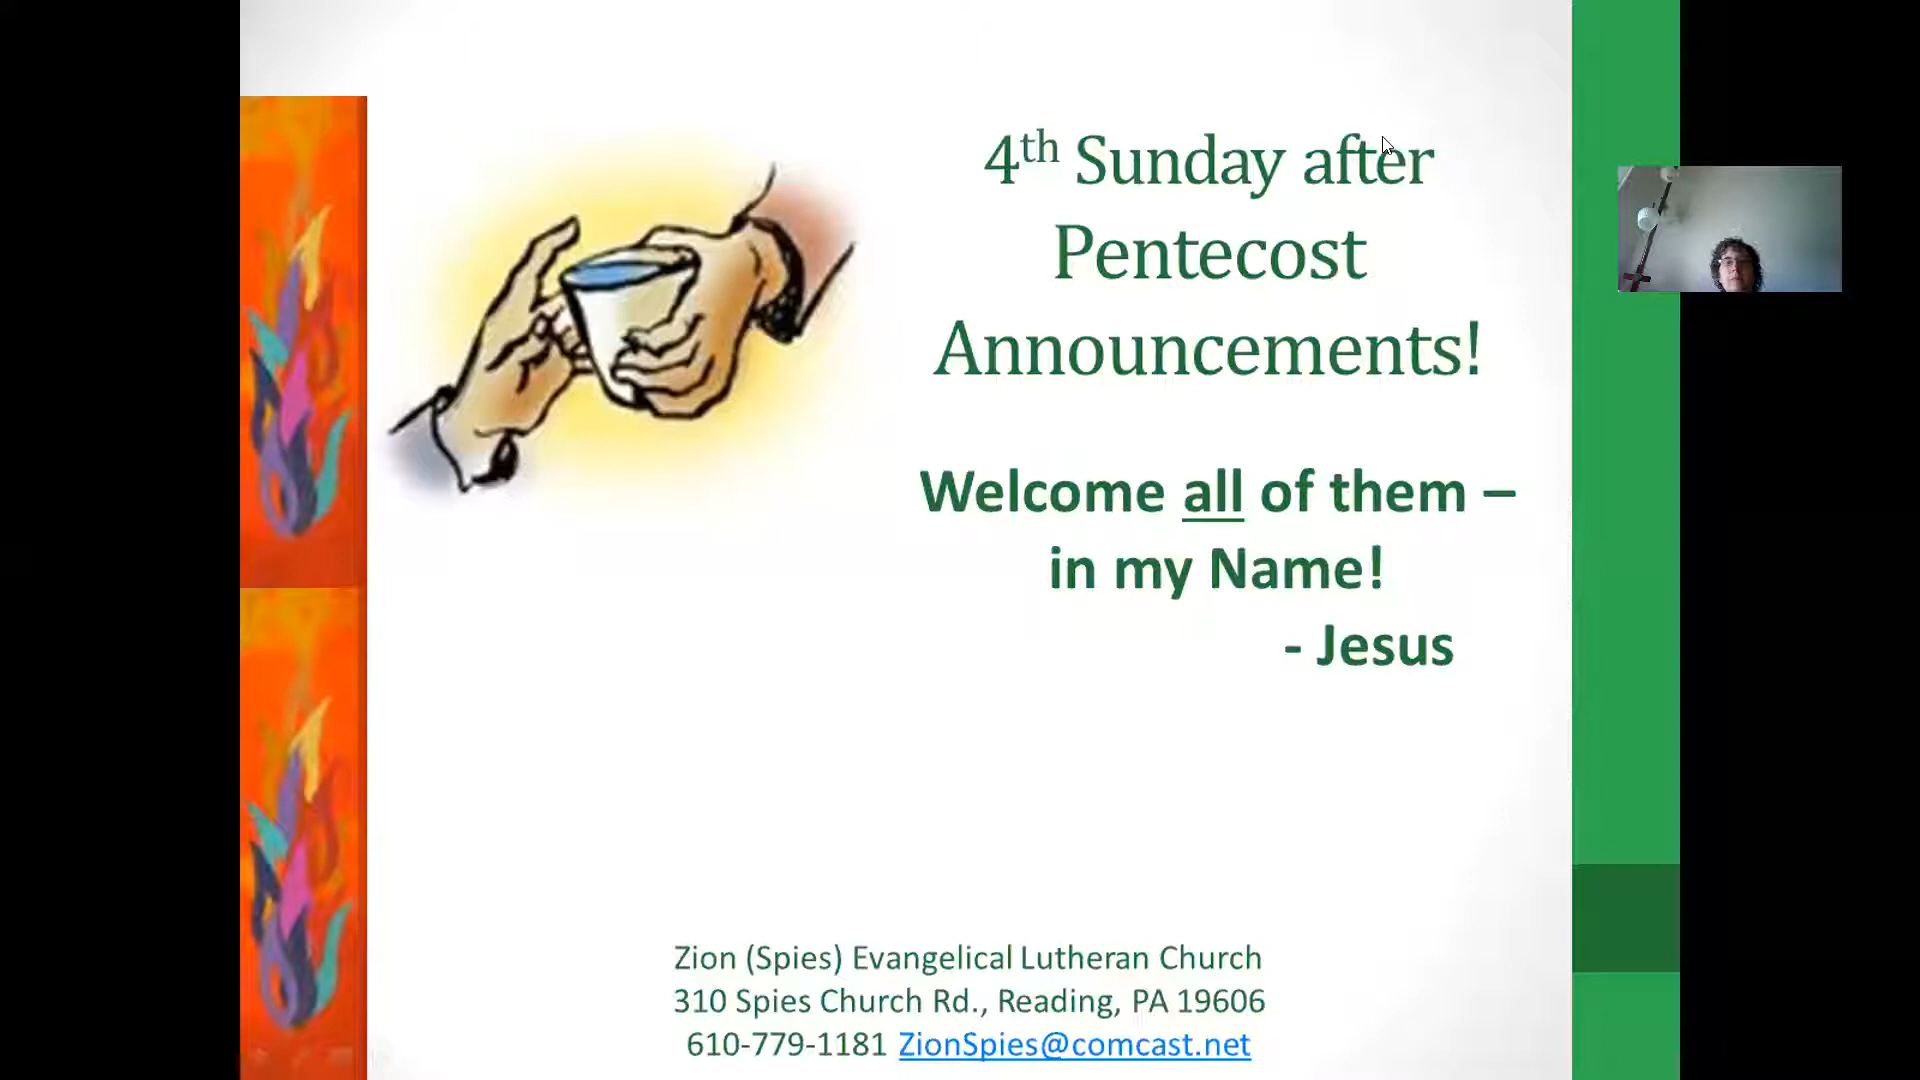 4th Sunday after
Pentecost
Announcements!
Welcome all of them –
in my Name!
- Jesus
Zion (Spies) Evangelical Lutheran Church
310 Spies Church Rd., Reading, PA 19606
610-779-1181 ZionSpies@comcast.net